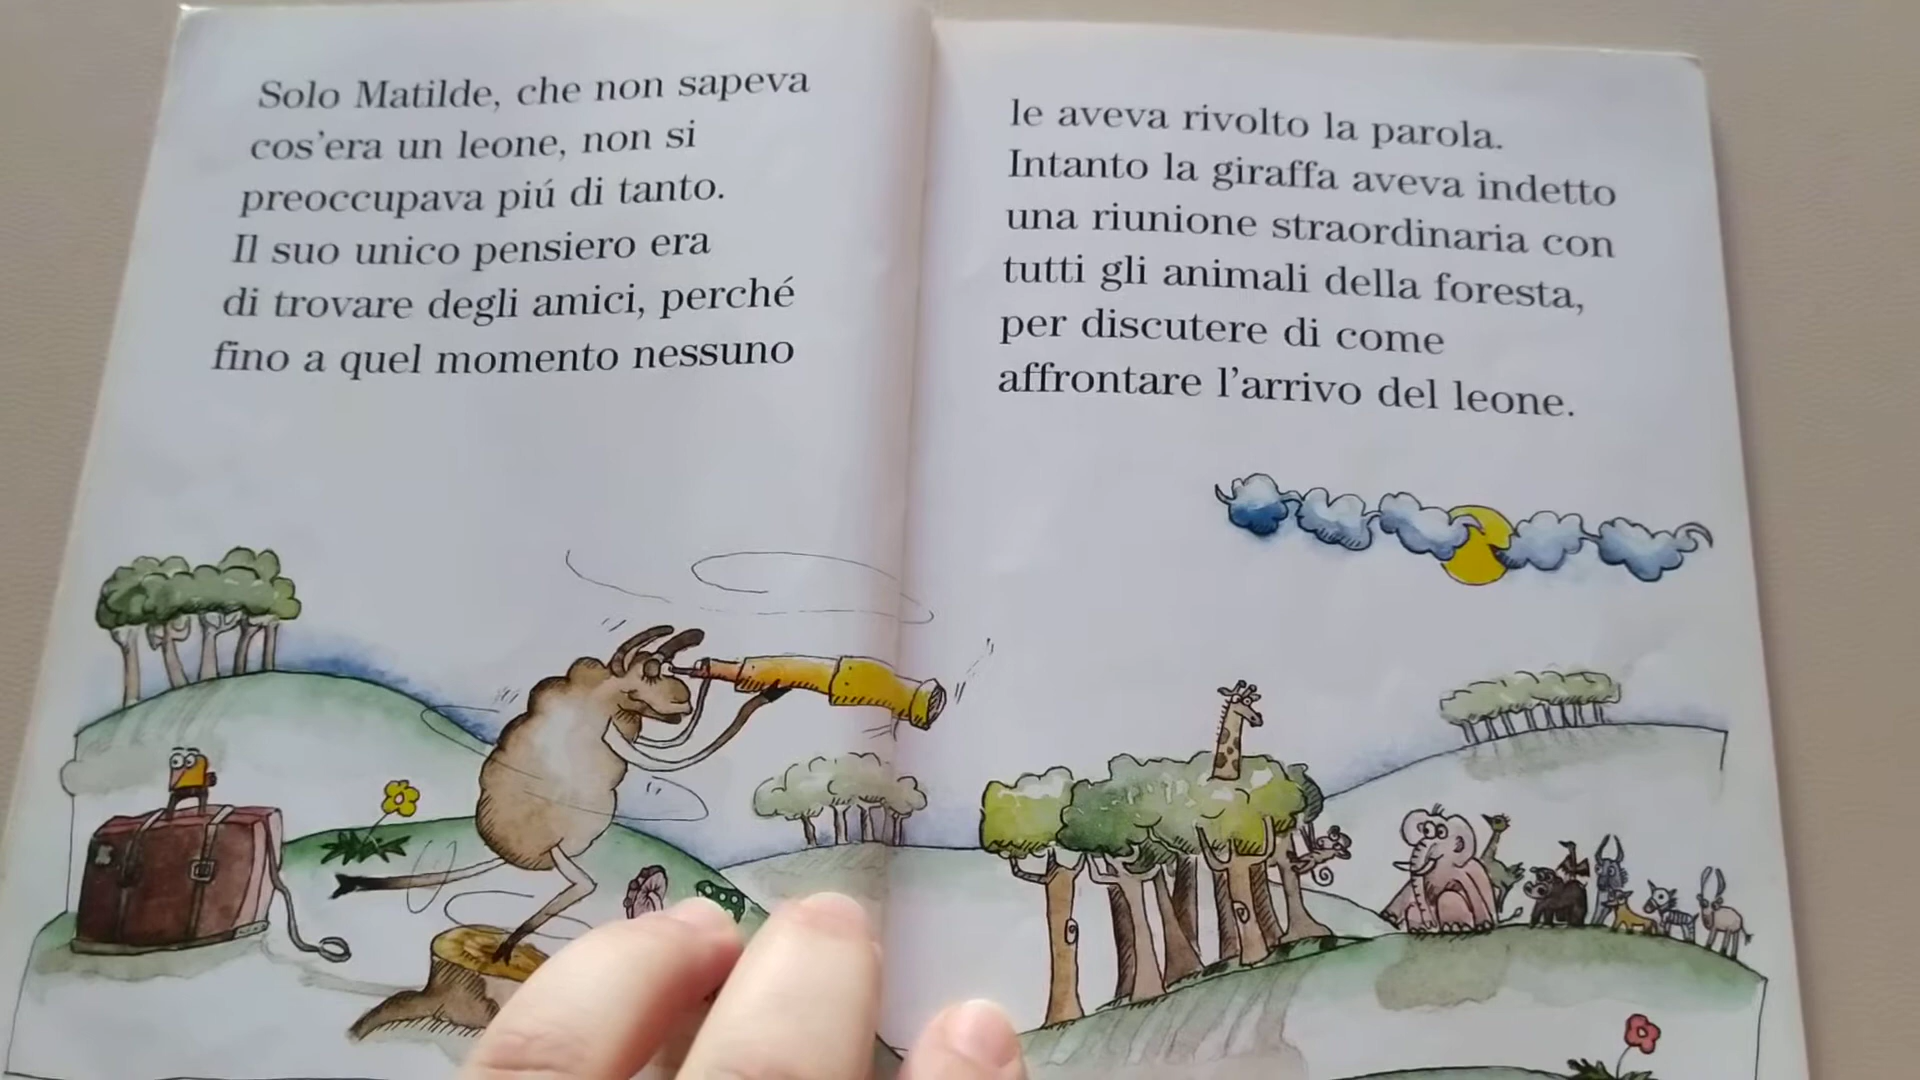 Solo Matilde, che non sapeva
cos'era un leone, non si
preoccupava piú di tanto.
Il suo unico pensiero era
di trovare degli amici, perché
fino a quel momento nessuno
le aveva rivolto la parola.
Intanto la giraffa aveva indetto
una riunione straordinaria con
tutti gli animali della foresta,
per discutere di come
affrontare l'arrivo del leone.